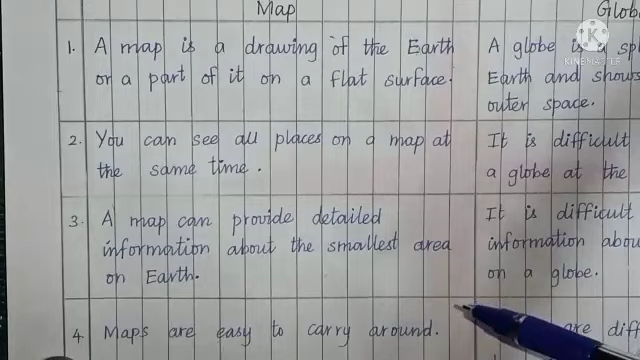 Map
1. A map is a drawing of the Earth
or a part of it on a flat surface.
2. You can see all places on a map at
the same time.
3. A map can provide detailed
information about the smallest area
on Earth.
4. Maps are easy to carry around.
A globe is a
Earth and shows
outer space.
It is difficult
a globe at the
It is difficult
information
on a globe.
are
KINEMASTER